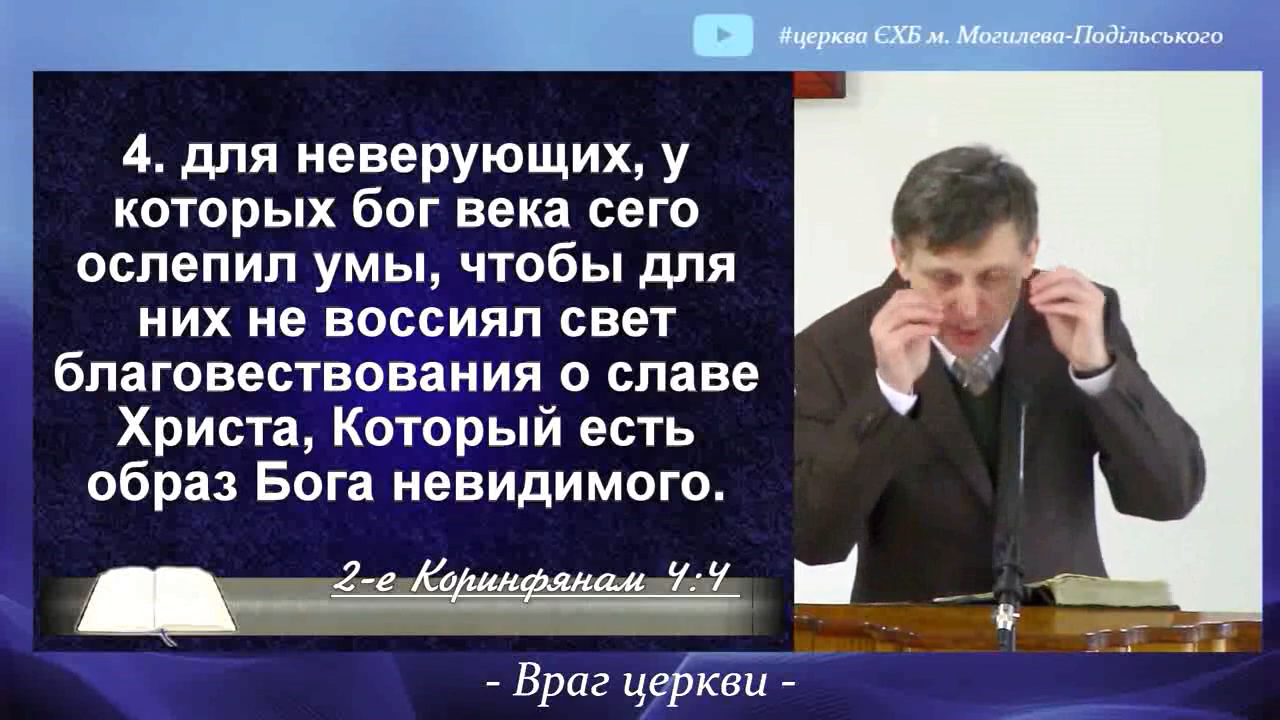 #церква ЄХБ м. Могилева-Подільського
4. для неверующих, у
которых бог века сего
ослепил умы, чтобы для
них не воссиял свет
благовествования о славе
Христа, Который есть
образ Бога невидимого.
2-е Коринфянам 4:4
- Враг церкви -